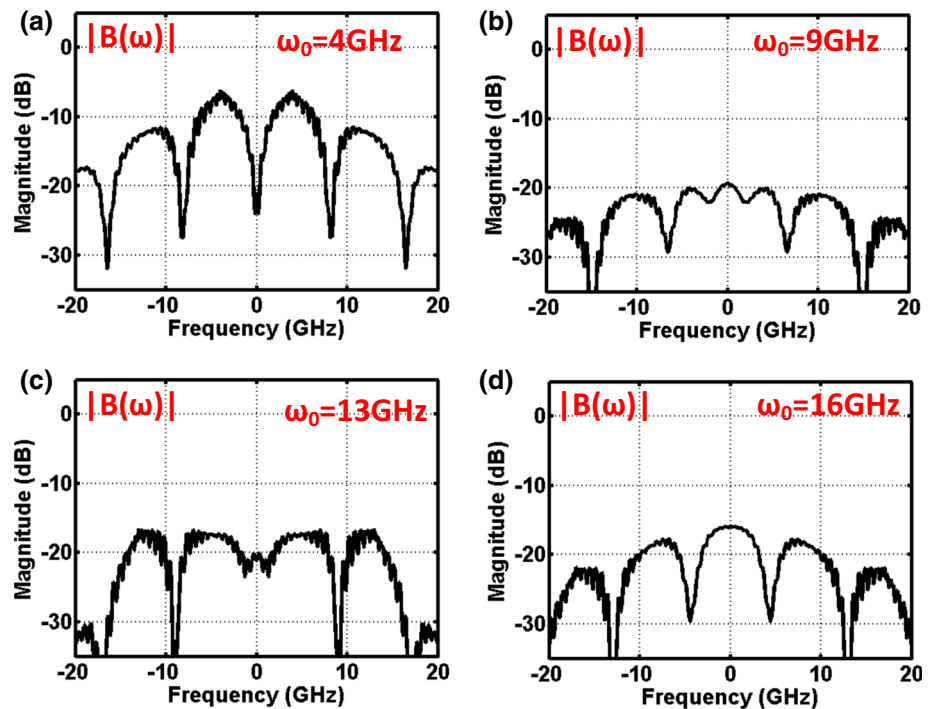 (a)
|B(ω)| ω₀=4GHz
Magnitude (dB)
0
-10
-20
-30
-20 -10 0 10 20
Frequency (GHz)
(b)
|B(ω)| ω₀=9GHz
Magnitude (dB)
0
-10
-20
-30
-20 -10 0 10 20
Frequency (GHz)
(c)
|B(ω)| ω₀=13GHz
Magnitude (dB)
0
-10
-20
-30
-20 -10 0 10 20
Frequency (GHz)
(d)
|B(ω)| ω₀=16GHz
Magnitude (dB)
0
-10
-20
-30
-20 -10 0 10 20
Frequency (GHz)